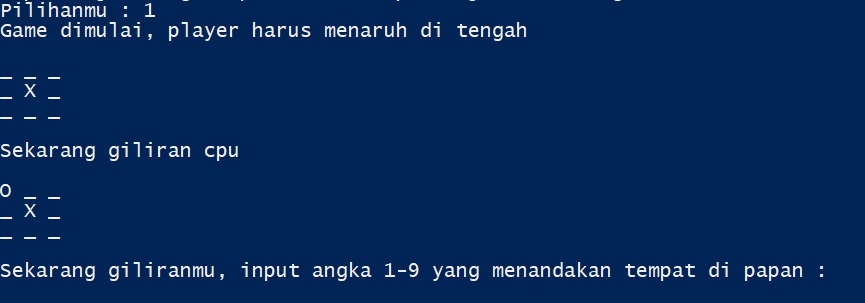 Pilihanmu : 1
Game dimulai, player harus menaruh di tengah
_ _ _
_ X _
_ _ _
Sekarang giliran cpu
O _ _
_ X _
_ _ _
Sekarang giliranmu, input angka 1-9 yang menandakan tempat di papan :